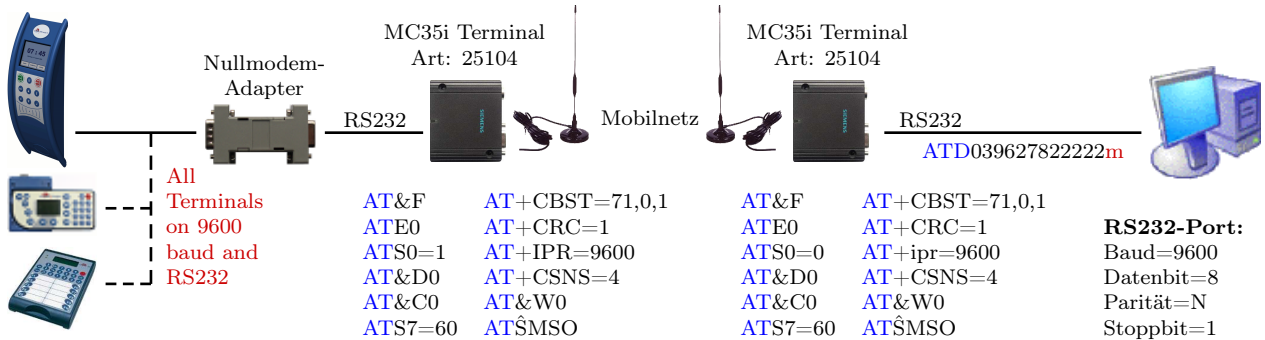 MC35i Terminal
Art: 25104
MC35i Terminal
Art: 25104
Nullmodem-
Adapter
07:45
RS232
SIEMENS
Mobilnetz
SIEMENS
RS232
ATD039627822222m
All
Terminals
on 9600
baud and
RS232
AT&F
ATE0
ATS0=1
AT&D0
AT&C0
ATS7=60
AT+CBST=71,0,1
AT+CRC=1
AT+IPR=9600
AT+CSNS=4
AT&W0
ATŜMSO
AT&F
ATE0
ATS0=0
AT&D0
AT&C0
ATS7=60
AT+CBST=71,0,1
AT+CRC=1
AT+ipr=9600
AT+CSNS=4
AT&W0
ATŜMSO
RS232-Port:
Baud=9600
Datenbit=8
Parität=N
Stoppbit=1